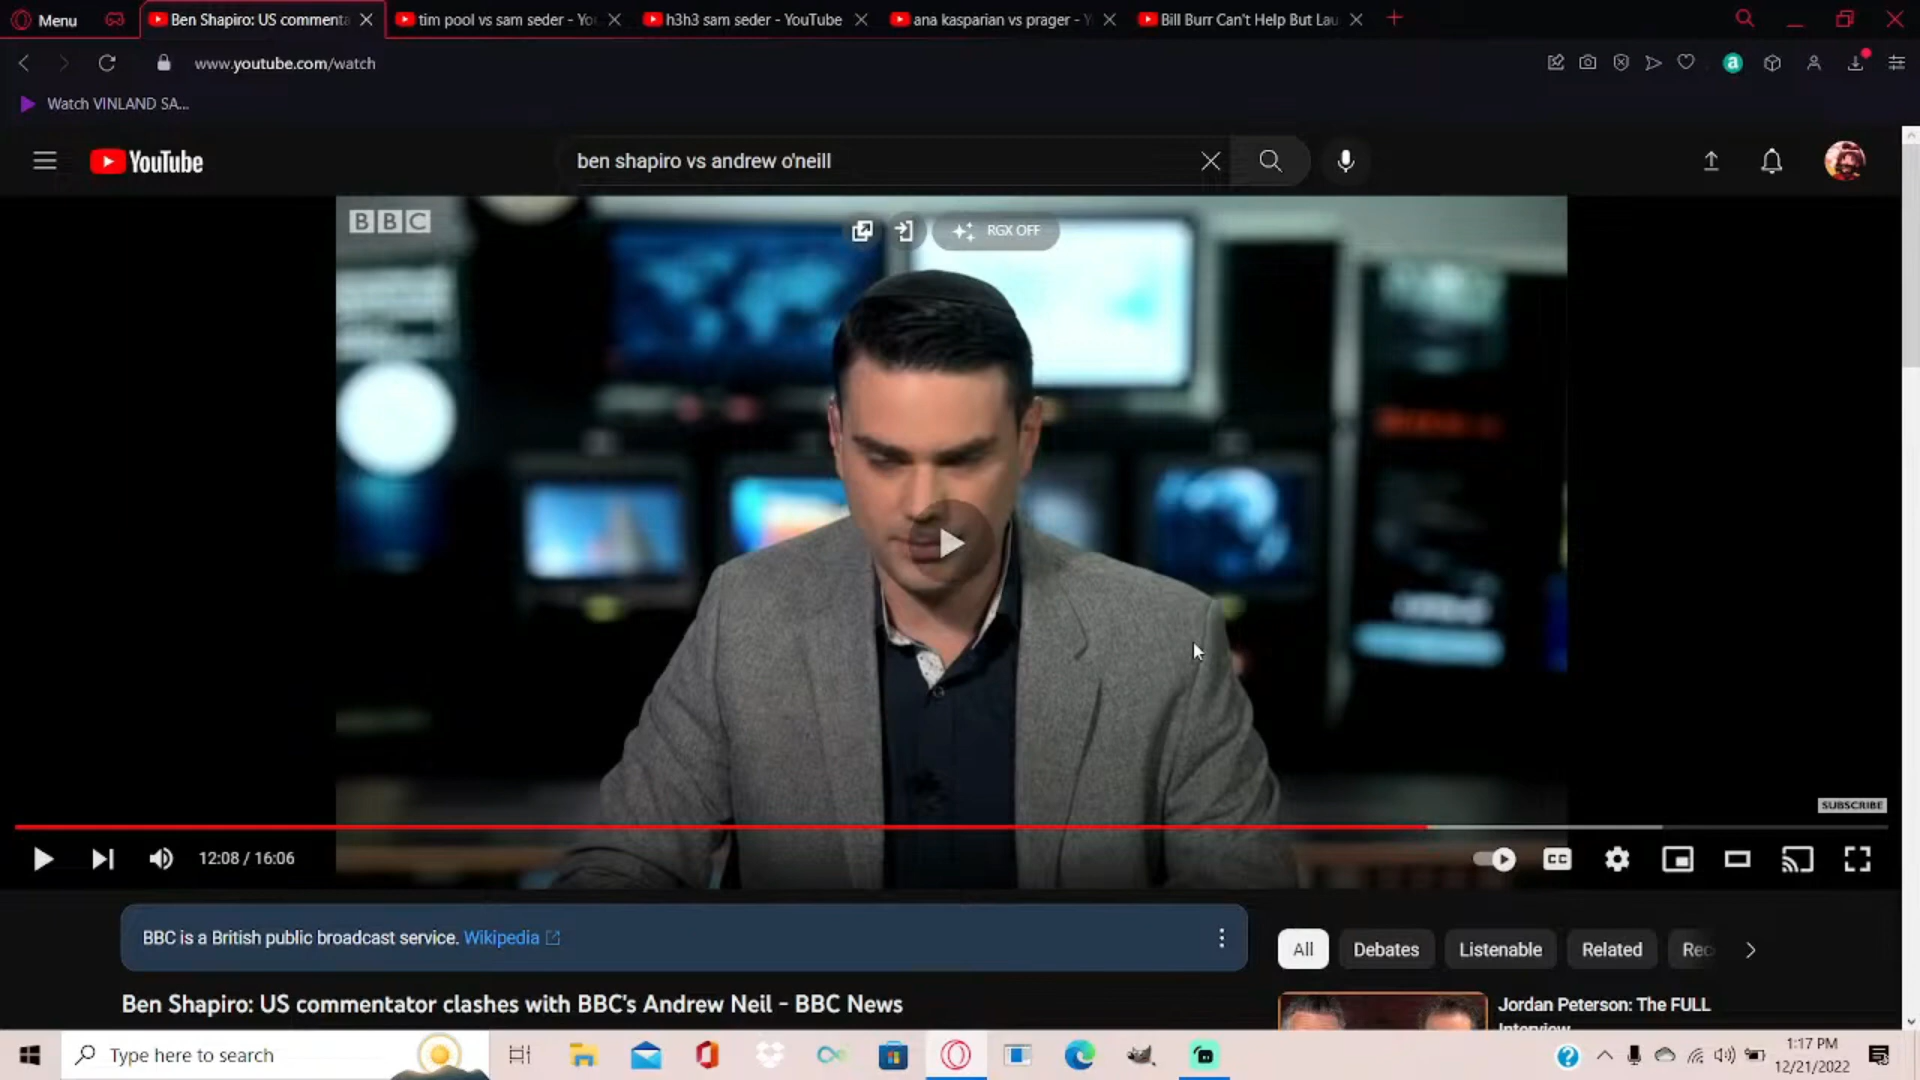 Menu
Ben Shapiro: US commenta
tim pool vs sam seder - Yo
h3h3 sam seder - YouTube
ana kasparian vs prager - Y
Bill Burr Can't Help But Lau
www.youtube.com/watch
Watch VINLAND SA...
YouTube
ben shapiro vs andrew o'neill
BBC
RGX OFF
SUBSCRIBE
12:08 / 16:06
CC
BBC is a British public broadcast service. Wikipedia
All
Debates
Listenable
Related
Rec
Ben Shapiro: US commentator clashes with BBC's Andrew Neil - BBC News
Jordan Peterson: The FULL
Interview
Type here to search
1:17 PM
12/21/2022